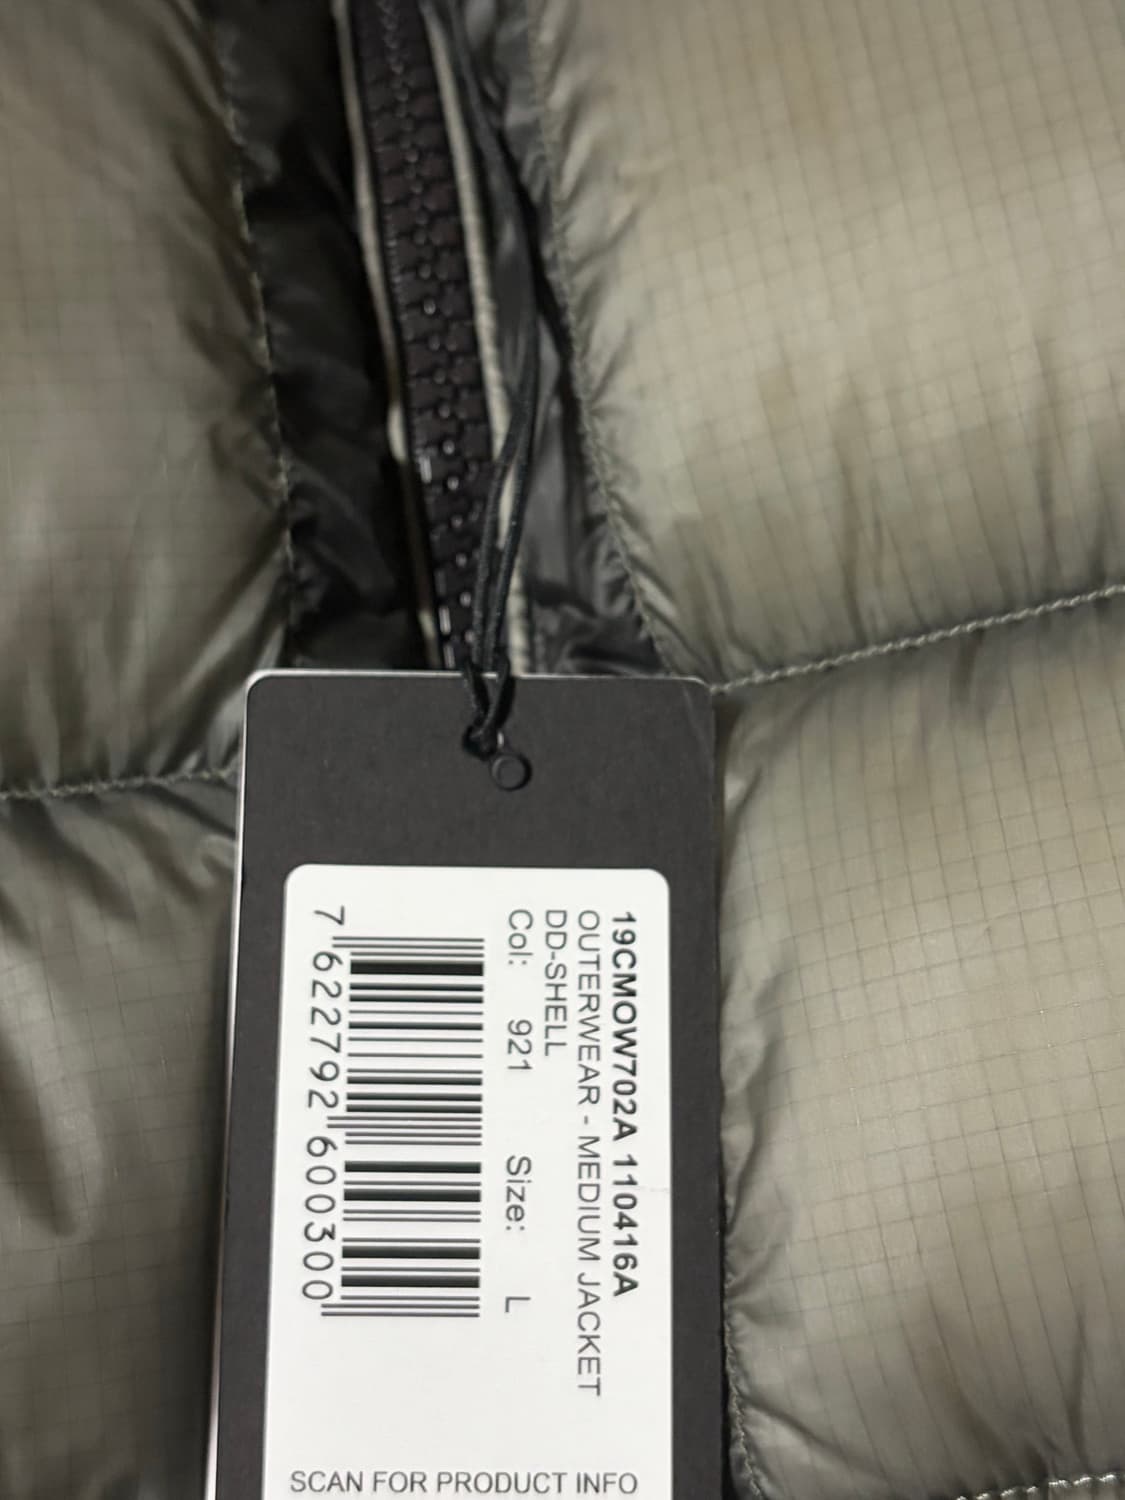 19CMOW702A 110416A
OUTERWEAR - MEDIUM JACKET
DD-SHELL
Col: 921 Size: L
7 622792 600300
SCAN FOR PRODUCT INFO